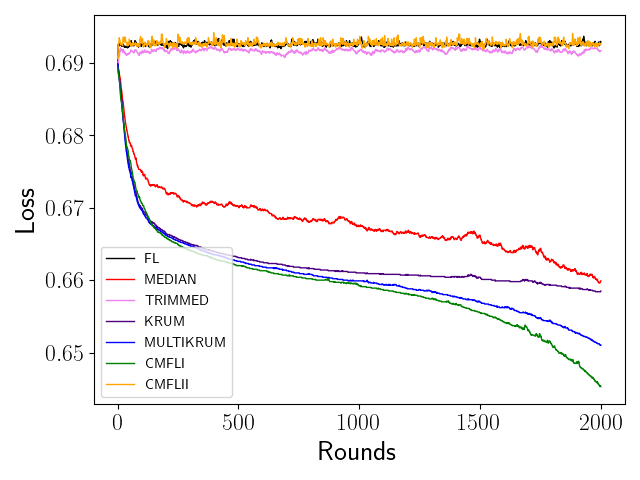 0.69
0.68
0.67
0.66
0.65
Loss
FL
MEDIAN
TRIMMED
KRUM
MULTIKRUM
CMFLI
CMFLII
0 500 1000 1500 2000
Rounds